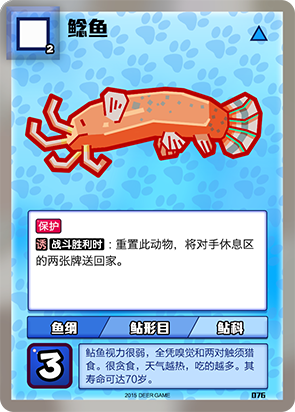 2
鲶鱼
保护
诱 战斗胜利时:重置此动物,将对手休息区
的两张牌送回家。
鱼纲 鲇形目 鲇科
3
鲇鱼视力很弱,全凭嗅觉和两对触须猎
食。很贪食,天气越热,吃的越多。其
寿命可达70岁。
2015 DEER GAME
076